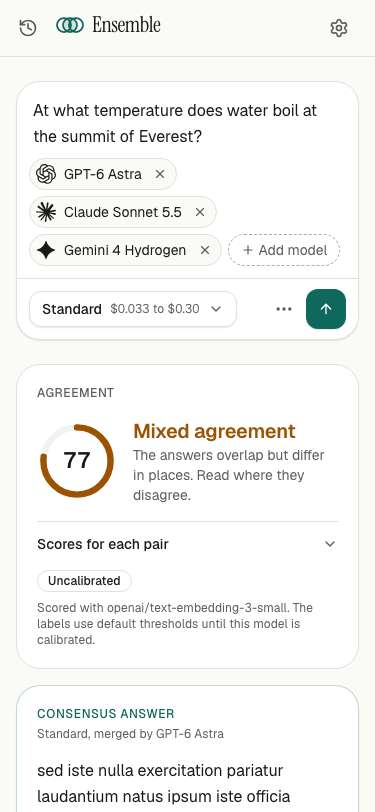 Ensemble
At what temperature does water boil at
the summit of Everest?
GPT-6 Astra ×
Claude Sonnet 5.5 ×
Gemini 4 Hydrogen × + Add model
Standard $0.033 to $0.30
AGREEMENT
77
Mixed agreement
The answers overlap but differ
in places. Read where they
disagree.
Scores for each pair
Uncalibrated
Scored with openai/text-embedding-3-small. The
labels use default thresholds until this model is
calibrated.
CONSENSUS ANSWER
Standard, merged by GPT-6 Astra
sed iste nulla exercitation pariatur
laudantium natus ipsum iste officia